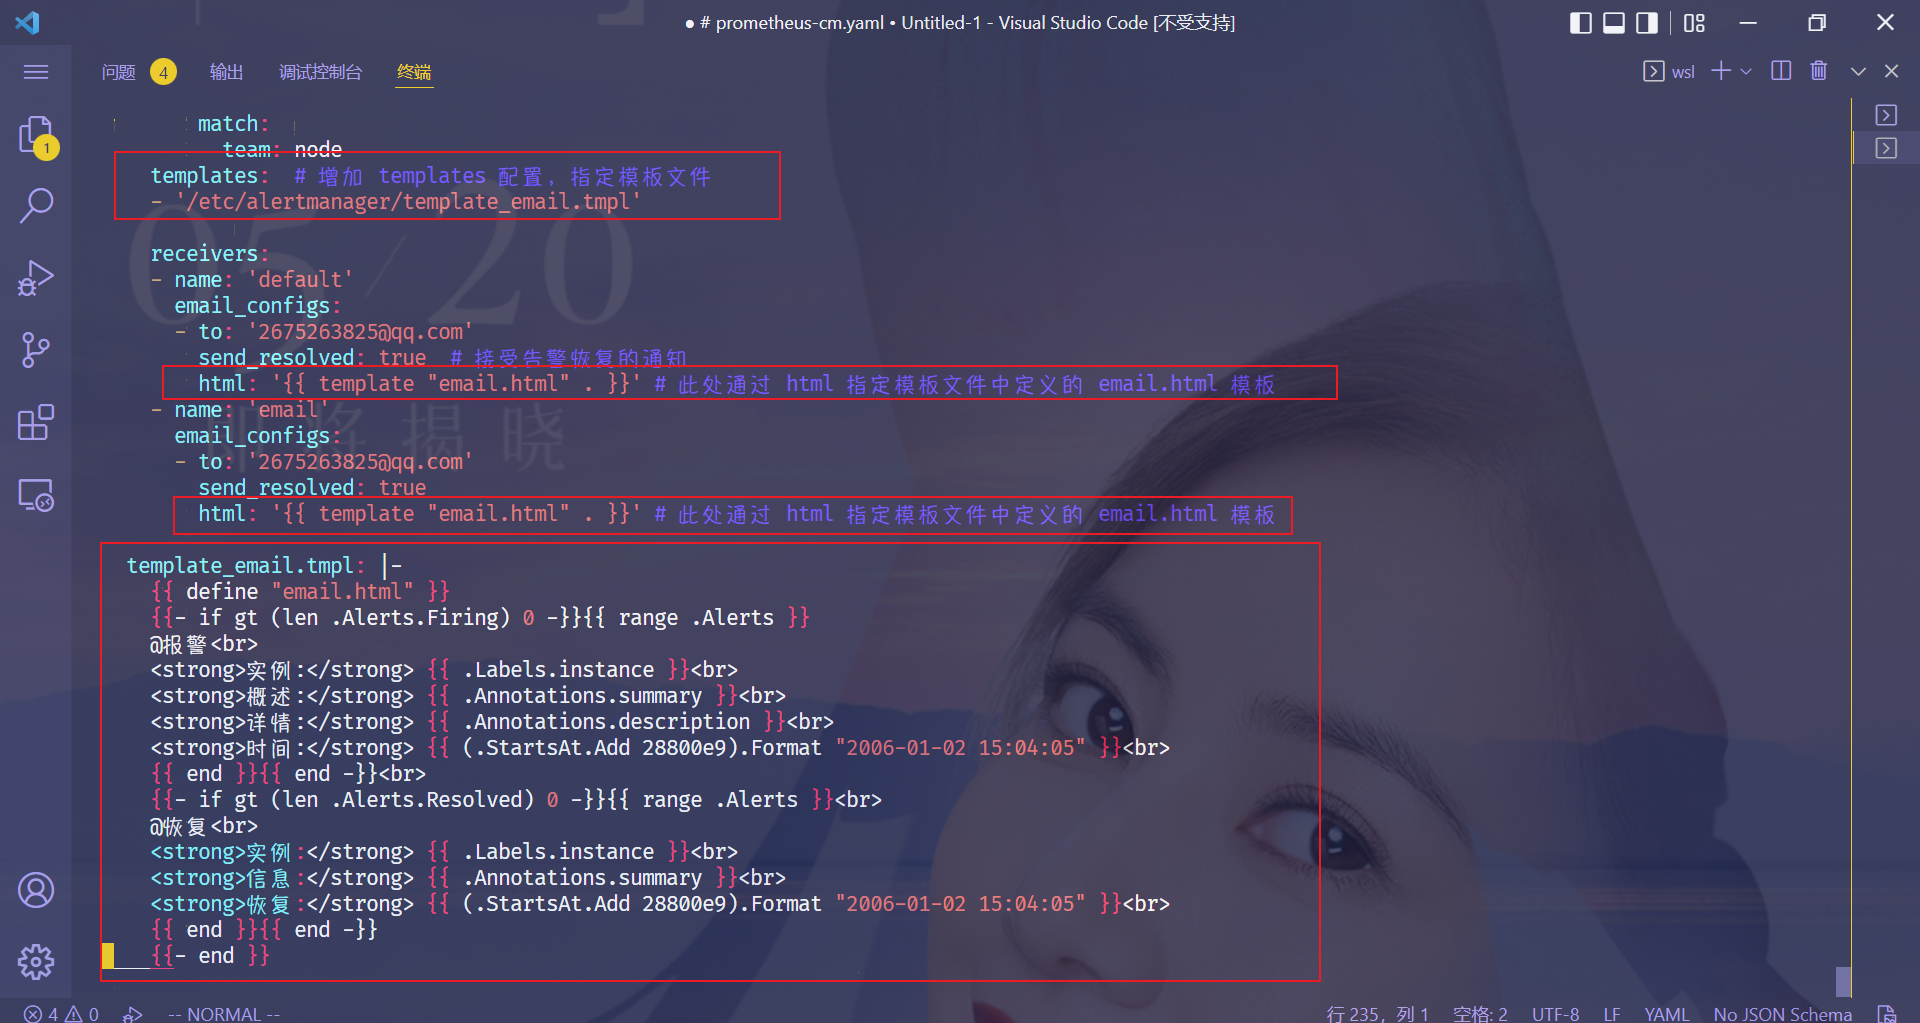 ● # prometheus-cm.yaml • Untitled-1 - Visual Studio Code [不受支持]
问题 4 输出 调试控制台 终端
wsl
1
match:
team: node
templates:  # 增加 templates 配置，指定模板文件
- '/etc/alertmanager/template_email.tmpl'
05/20
receivers:
- name: 'default'
email_configs:
- to: '2675263825@qq.com'
send_resolved: true  # 接受告警恢复的通知
html: '{{ template "email.html" . }}' # 此处通过 html 指定模板文件中定义的 email.html 模板
- name: 'email'
即将揭晓
email_configs:
- to: '2675263825@qq.com'
send_resolved: true
html: '{{ template "email.html" . }}' # 此处通过 html 指定模板文件中定义的 email.html 模板
template_email.tmpl: |-
{{ define "email.html" }}
{{- if gt (len .Alerts.Firing) 0 -}}{{ range .Alerts }}
@报警<br>
<strong>实例:</strong> {{ .Labels.instance }}<br>
<strong>概述:</strong> {{ .Annotations.summary }}<br>
<strong>详情:</strong> {{ .Annotations.description }}<br>
<strong>时间:</strong> {{ (.StartsAt.Add 28800e9).Format "2006-01-02 15:04:05" }}<br>
{{ end }}{{ end -}}<br>
{{- if gt (len .Alerts.Resolved) 0 -}}{{ range .Alerts }}<br>
@恢复<br>
<strong>实例:</strong> {{ .Labels.instance }}<br>
<strong>信息:</strong> {{ .Annotations.summary }}<br>
<strong>恢复:</strong> {{ (.StartsAt.Add 28800e9).Format "2006-01-02 15:04:05" }}<br>
{{ end }}{{ end -}}
{{- end }}
4 0 -- NORMAL -- 行 235，列 1 空格: 2 UTF-8 LF YAML No JSON Schema